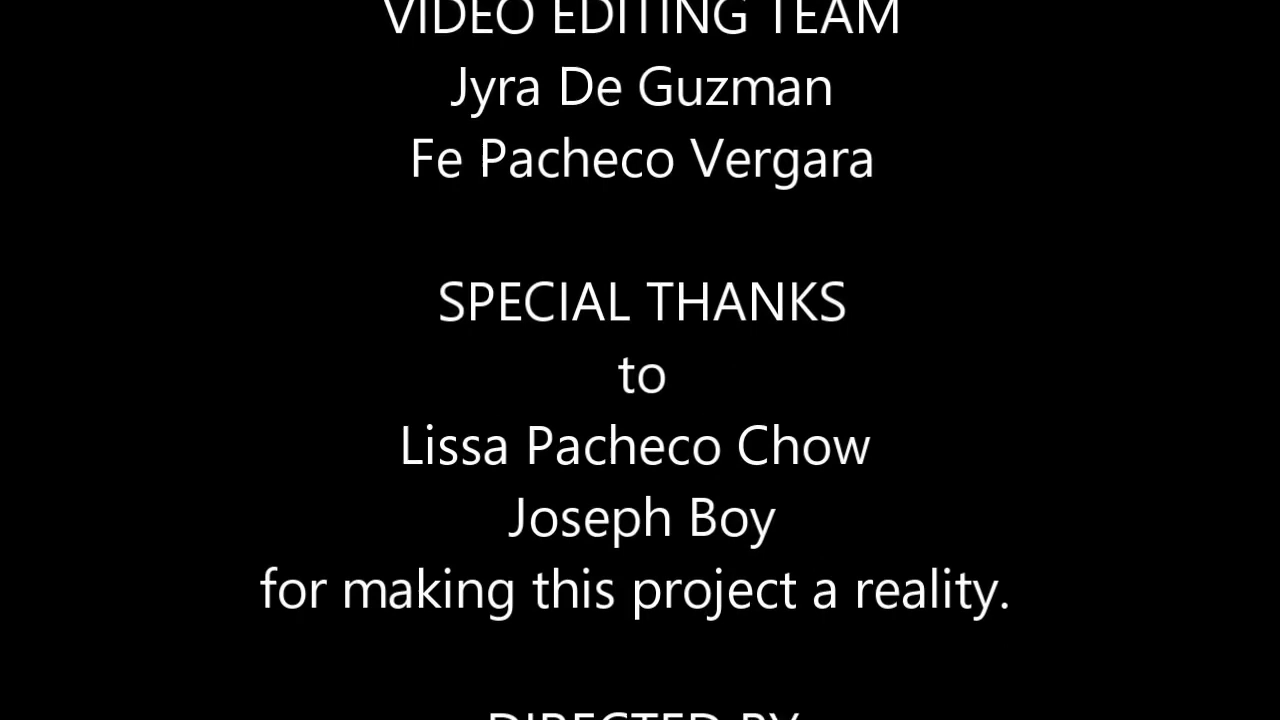 VIDEO EDITING TEAM
Jyra De Guzman
Fe Pacheco Vergara
SPECIAL THANKS
to
Lissa Pacheco Chow
Joseph Boy
for making this project a reality.
DIRECTED BY